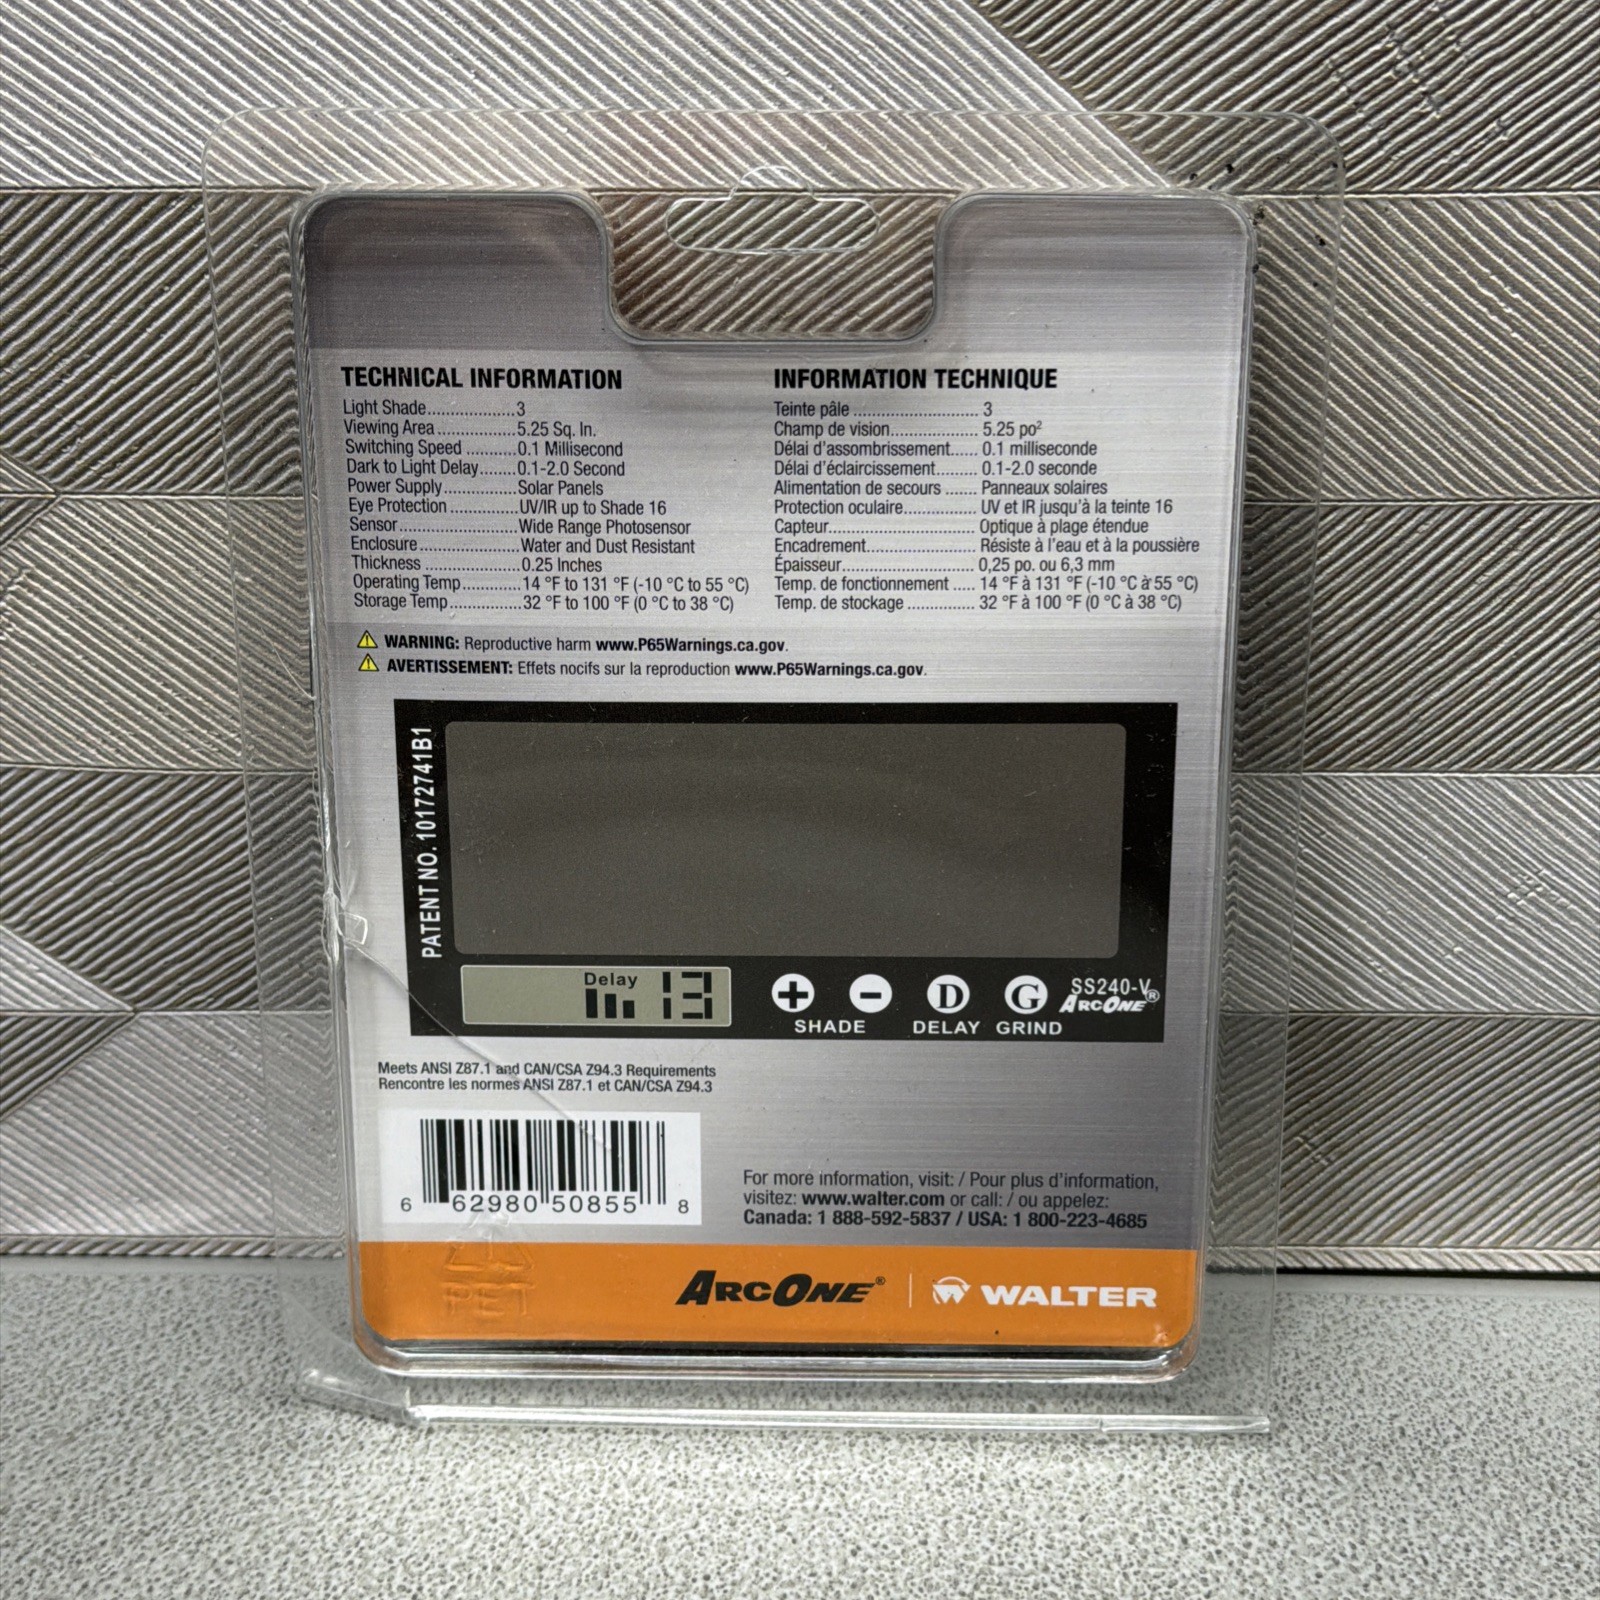 TECHNICAL INFORMATION
Light Shade..................3
Viewing Area................5.25 Sq. In.
Switching Speed ..........0.1 Millisecond
Dark to Light Delay.......0.1-2.0 Second
Power Supply...............Solar Panels
Eye Protection ..............UV/IR up to Shade 16
Sensor.........................Wide Range Photosensor
Enclosure.....................Water and Dust Resistant
Thickness ....................0.25 Inches
Operating Temp............14 °F to 131 °F (-10 °C to 55 °C)
Storage Temp...............32 °F to 100 °F (0 °C to 38 °C)
INFORMATION TECHNIQUE
Teinte pâle .......................... 3
Champ de vision.................. 5.25 po²
Délai d'assombrissement...... 0.1 milliseconde
Délai d'éclaircissement......... 0.1-2.0 seconde
Alimentation de secours ....... Panneaux solaires
Protection oculaire............... UV et IR jusqu'à la teinte 16
Capteur.............................. Optique à plage étendue
Encadrement....................... Résiste à l'eau et à la poussière
Épaisseur........................... 0,25 po. ou 6,3 mm
Temp. de fonctionnement ..... 14 °F à 131 °F (-10 °C à 55 °C)
Temp. de stockage .............. 32 °F à 100 °F (0 °C à 38 °C)
WARNING: Reproductive harm www.P65Warnings.ca.gov.
AVERTISSEMENT: Effets nocifs sur la reproduction www.P65Warnings.ca.gov.
PATENT NO. 10172741B1
Delay
13
+ - D G
SHADE DELAY GRIND
SS240-V
ARCONE®
Meets ANSI Z87.1 and CAN/CSA Z94.3 Requirements
Rencontre les normes ANSI Z87.1 et CAN/CSA Z94.3
6 62980 50855 8
For more information, visit: / Pour plus d'information,
visitez: www.walter.com or call: / ou appelez:
Canada: 1 888-592-5837 / USA: 1 800-223-4685
1
PET
ARCONE® | WALTER